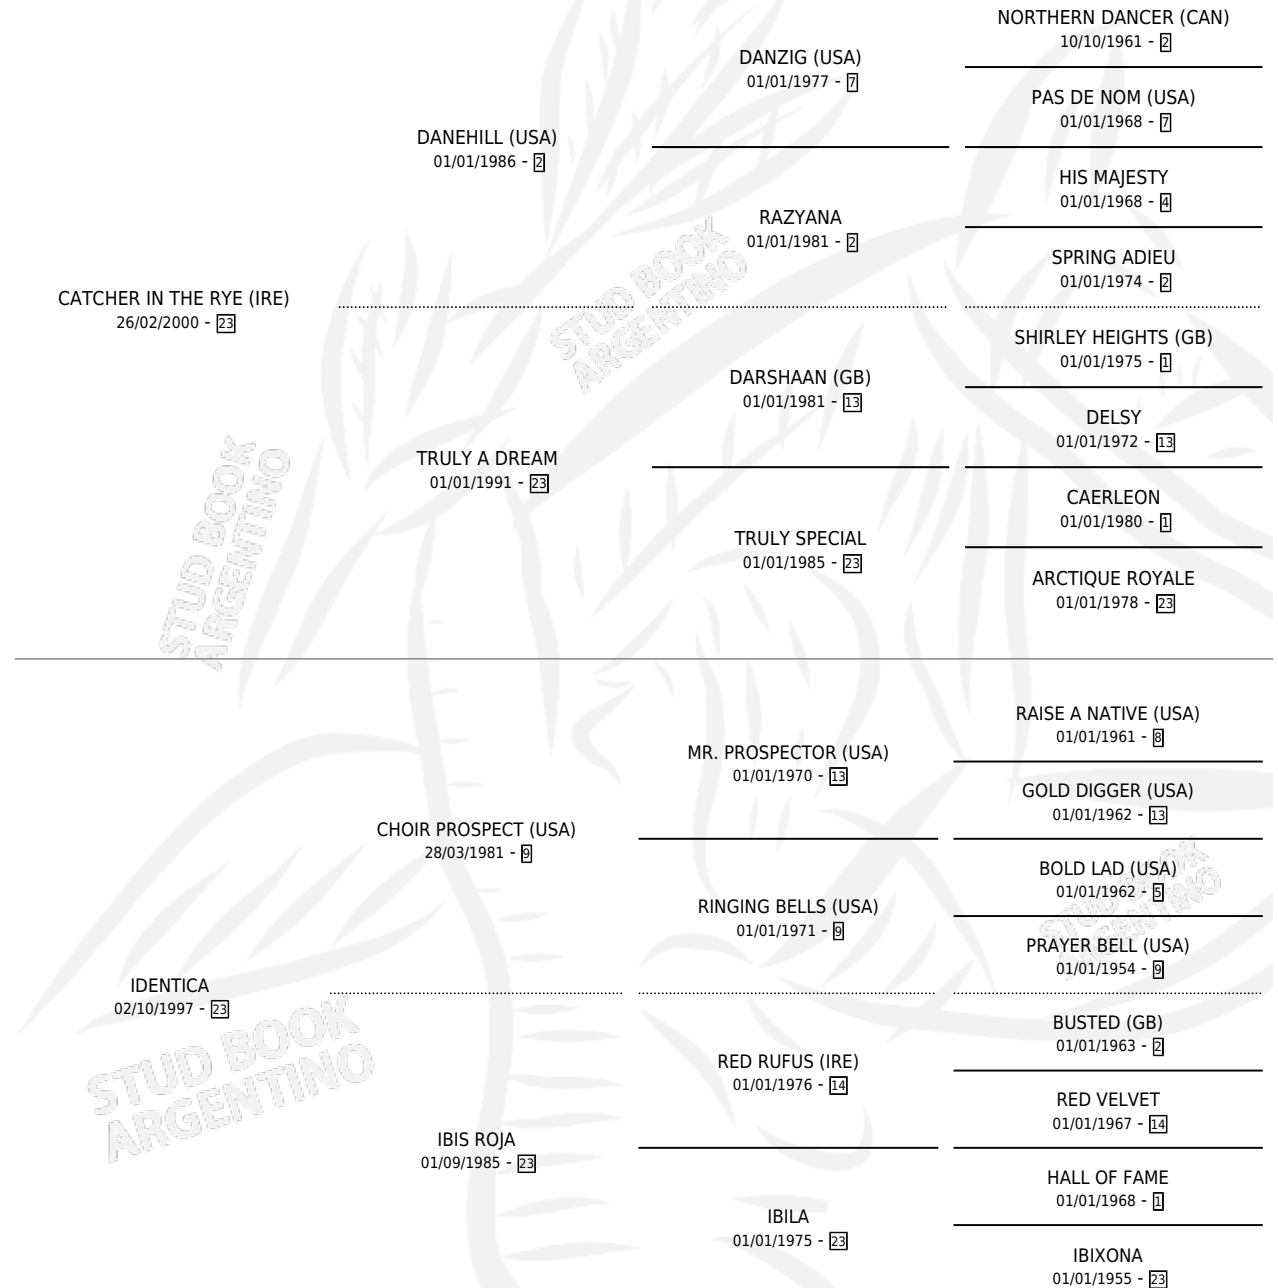 NORTHERN DANCER (CAN)
10/10/1961 - 2
DANZIG (USA)
01/01/1977 - 7
PAS DE NOM (USA)
01/01/1968 - 7
DANEHILL (USA)
01/01/1986 - 2
HIS MAJESTY
01/01/1968 - 4
RAZYANA
01/01/1981 - 2
SPRING ADIEU
01/01/1974 - 2
CATCHER IN THE RYE (IRE)
26/02/2000 - 23
SHIRLEY HEIGHTS (GB)
01/01/1975 - 1
DARSHAAN (GB)
01/01/1981 - 13
DELSY
01/01/1972 - 13
TRULY A DREAM
01/01/1991 - 23
CAERLEON
01/01/1980 - 1
TRULY SPECIAL
01/01/1985 - 23
ARCTIQUE ROYALE
01/01/1978 - 23
STUD BOOK
ARGENTINO
STUD BOOK
ARGENTINO
RAISE A NATIVE (USA)
01/01/1961 - 8
MR. PROSPECTOR (USA)
01/01/1970 - 13
GOLD DIGGER (USA)
01/01/1962 - 13
CHOIR PROSPECT (USA)
28/03/1981 - 9
BOLD LAD (USA)
01/01/1962 - 5
RINGING BELLS (USA)
01/01/1971 - 9
PRAYER BELL (USA)
01/01/1954 - 9
STUD BOOK
ARGENTINO
IDENTICA
02/10/1997 - 23
BUSTED (GB)
01/01/1963 - 2
RED RUFUS (IRE)
01/01/1976 - 14
RED VELVET
01/01/1967 - 14
IBIS ROJA
01/09/1985 - 23
HALL OF FAME
01/01/1968 - 1
IBILA
01/01/1975 - 23
IBIXONA
01/01/1955 - 23
STUD BOOK
ARGENTINO